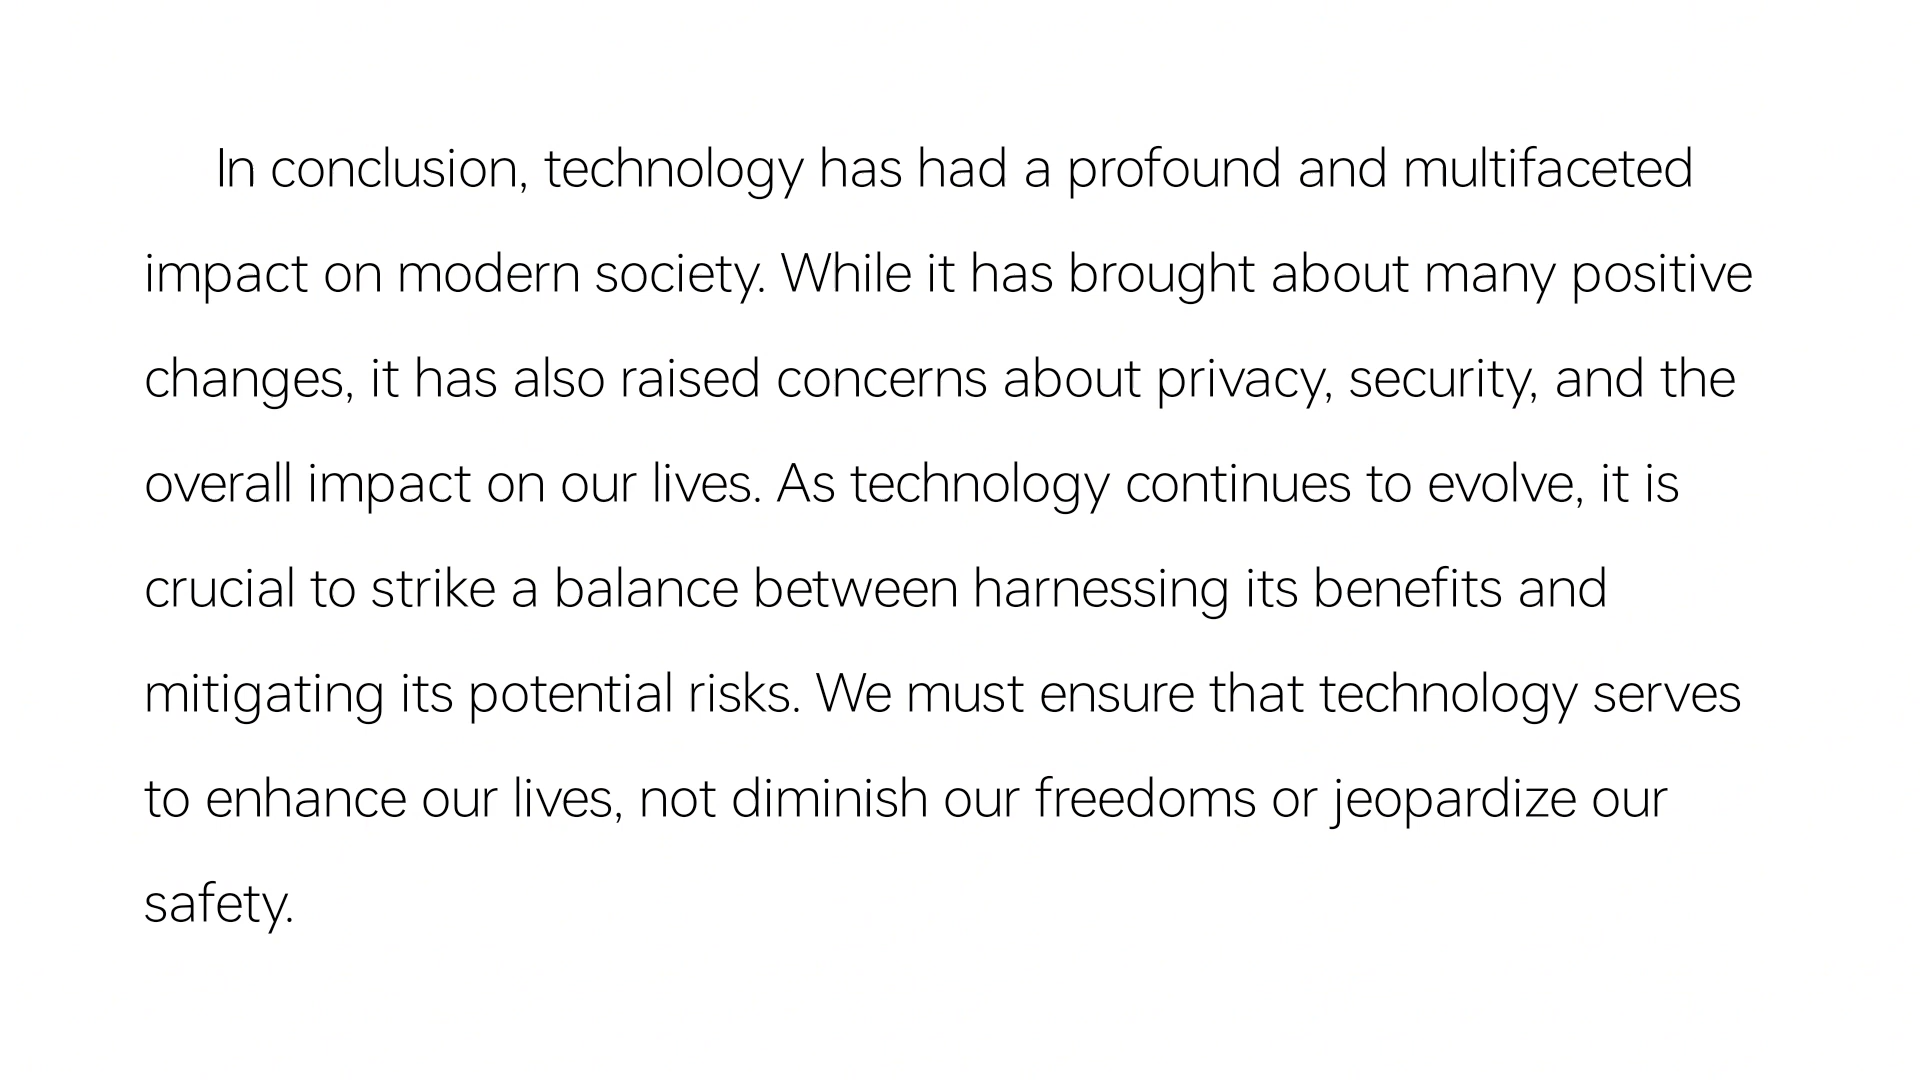 In conclusion, technology has had a profound and multifaceted
impact on modern society. While it has brought about many positive
changes, it has also raised concerns about privacy, security, and the
overall impact on our lives. As technology continues to evolve, it is
crucial to strike a balance between harnessing its benefits and
mitigating its potential risks. We must ensure that technology serves
to enhance our lives, not diminish our freedoms or jeopardize our
safety.